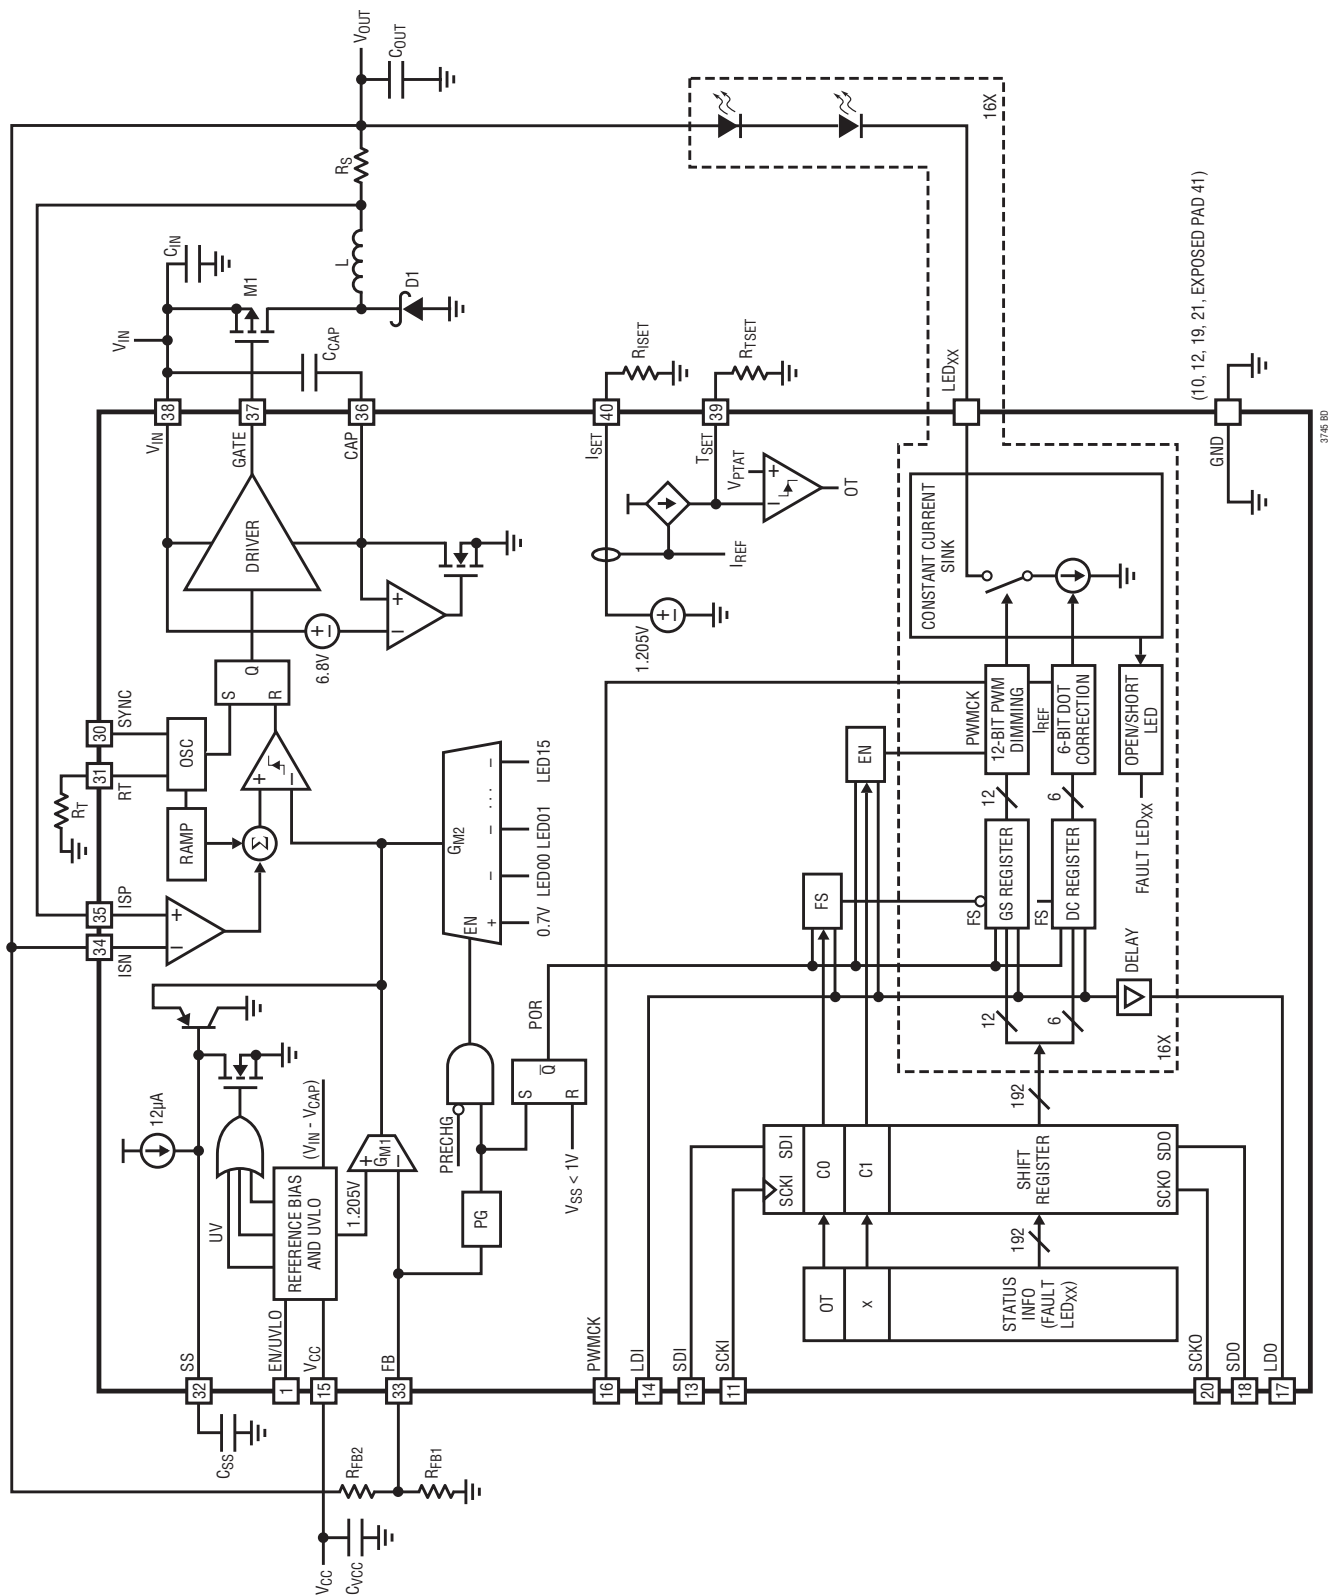 VIN
CIN
M1
CCAP
L
D1
RS
VOUT
COUT
16X
RISET
RTSET
LEDXX
(10, 12, 19, 21, EXPOSED PAD 41)
38
VIN
37
GATE
36
CAP
40
ISET
39
TSET
GND
3745 BD
DRIVER
6.8V
+ −
+
−
VPTAT
+
−
OT
IREF
1.205V
+ −
CONSTANT CURRENT
SINK
RT
31
RT
30
SYNC
OSC
RAMP
Σ
S
Q
R
+
−
35
ISP
34
ISN
+
−
GM2
EN
+ − − ... −
0.7V LED00 LED01 LED15
PWMCK
12-BIT PWM
DIMMING
IREF
6-BIT DOT
CORRECTION
OPEN/SHORT
LED
FAULT LEDXX
EN
FS
12
6
FS
GS REGISTER
FS
DC REGISTER
DELAY
12
6
16X
192
12µA
UV
REFERENCE BIAS
AND UVLO
(VIN - VCAP)
1.205V
+
−
GM1
PRECHG
PG
POR
S
Q
R
VSS < 1V
SCKI SDI
C0
C1
SHIFT
REGISTER
SCKO SDO
192
OT
x
STATUS
INFO
(FAULT
LEDXX)
32
SS
1
EN/UVLO
15
VCC
33
FB
16
PWMCK
14
LDI
13
SDI
11
SCKI
20
SCKO
18
SDO
17
LDO
CSS
RFB2
RFB1
VCC
CVCC